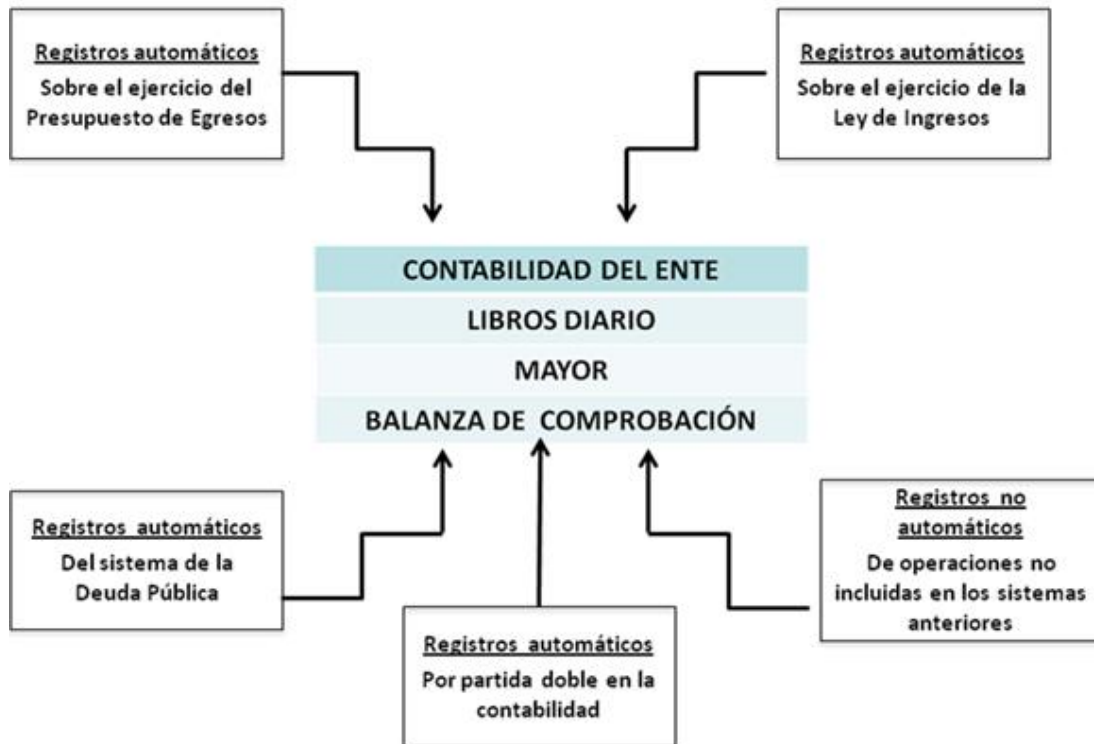 Registros automáticos
Sobre el ejercicio del
Presupuesto de Egresos
Registros automáticos
Sobre el ejercicio de la
Ley de Ingresos
CONTABILIDAD DEL ENTE
LIBROS DIARIO
MAYOR
BALANZA DE COMPROBACIÓN
Registros automáticos
Del sistema de la
Deuda Pública
Registros automáticos
Por partida doble en la
contabilidad
Registros no
automáticos
De operaciones no
incluidas en los sistemas
anteriores